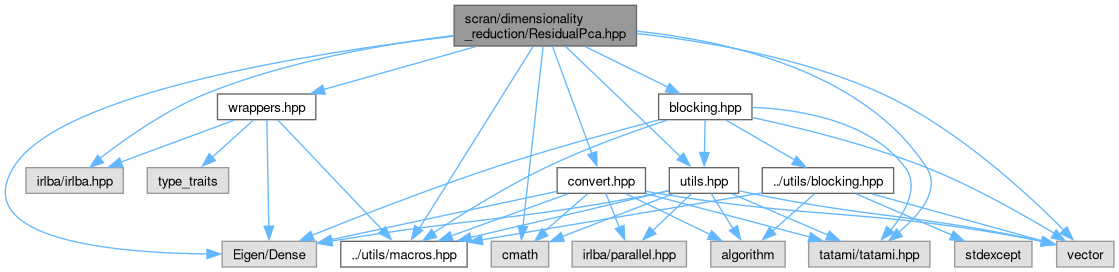 scran/dimensionality
_reduction/ResidualPca.hpp
wrappers.hpp
blocking.hpp
irlba/irlba.hpp
type_traits
convert.hpp
utils.hpp
../utils/blocking.hpp
Eigen/Dense
../utils/macros.hpp
cmath
irlba/parallel.hpp
algorithm
tatami/tatami.hpp
stdexcept
vector